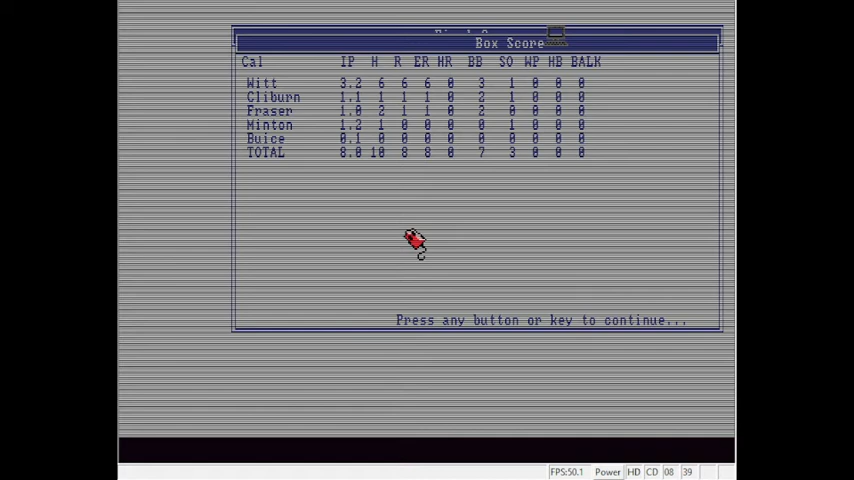 Box Score
Cal IP H R ER HR BB SO WP HB BALK
Witt 3.2 6 6 6 0 3 1 0 0 0
Cliburn 1.1 1 1 1 0 2 1 0 0 0
Fraser 1.0 2 1 1 0 2 0 0 0 0
Minton 1.2 1 0 0 0 0 1 0 0 0
Buice 0.1 0 0 0 0 0 0 0 0 0
TOTAL 8.0 10 8 8 0 7 3 0 0 0
Press any button or key to continue...
FPS:50.1 Power HD CD 08 39